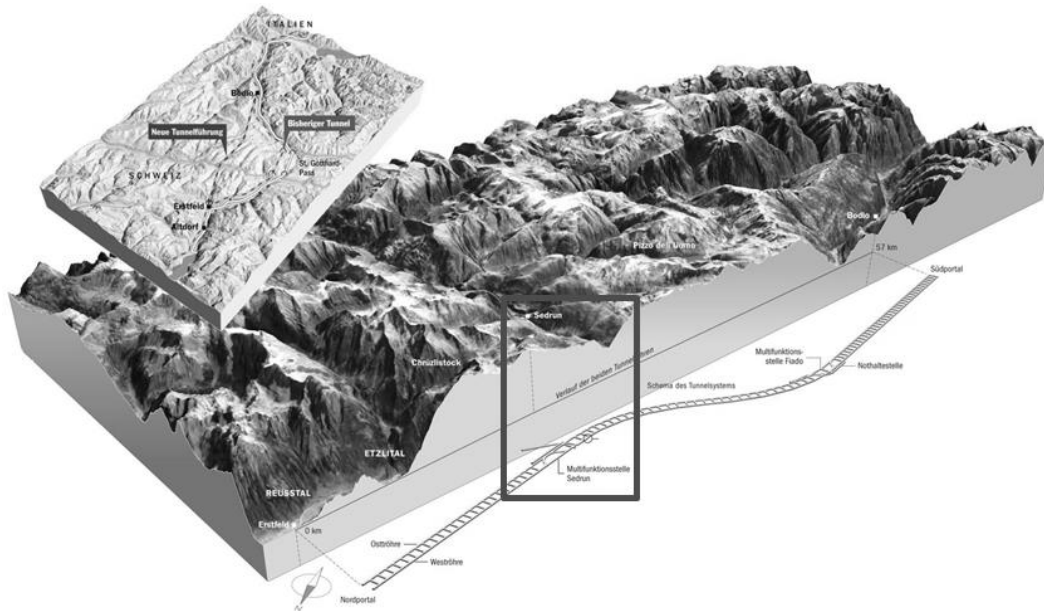 ITALIEN
Bodio
Neue Tunnelführung
Bisheriger Tunnel
St. Gotthard-
Pass
SCHWEIZ
Erstfeld
Altdorf
Pizzo dell'Uomo
Bodio
57 km
Südportal
Sedrun
Chrüzlistock
Verlauf der beiden Tunnelröhren
Schema des Tunnelsystems
Multifunktions-
stelle Fiado
Nothaltestelle
ETZLITAL
Multifunktionsstelle
Sedrun
REUSSTAL
Erstfeld
0 km
Oströhre
Weströhre
Nordportal
N